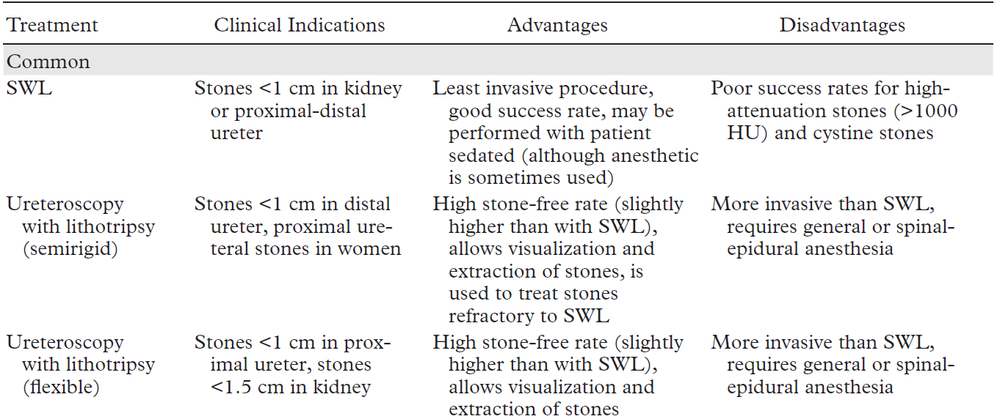 Treatment Clinical Indications Advantages Disadvantages
Common
SWL Stones <1 cm in kidney Least invasive procedure, Poor success rates for high-
or proximal-distal good success rate, may be attenuation stones (>1000
ureter performed with patient HU) and cystine stones
sedated (although anesthetic
is sometimes used)
Ureteroscopy Stones <1 cm in distal High stone-free rate (slightly More invasive than SWL,
with lithotripsy ureter, proximal ure- higher than with SWL), requires general or spinal-
(semirigid) teral stones in women allows visualization and epidural anesthesia
extraction of stones, is
used to treat stones
refractory to SWL
Ureteroscopy Stones <1 cm in prox- High stone-free rate (slightly More invasive than SWL,
with lithotripsy imal ureter, stones higher than with SWL), requires general or spinal-
(flexible) <1.5 cm in kidney allows visualization and epidural anesthesia
extraction of stones